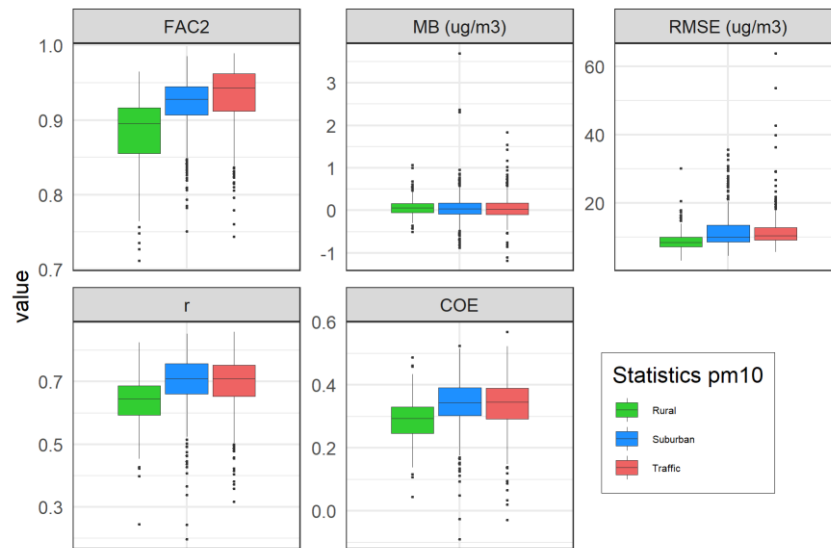 FAC2
MB (ug/m3)
RMSE (ug/m3)
1.0
0.9
0.8
0.7
3
2
1
0
-1
60
40
20
value
r
COE
0.7
0.5
0.3
0.6
0.4
0.2
0.0
Statistics pm10
Rural
Suburban
Traffic